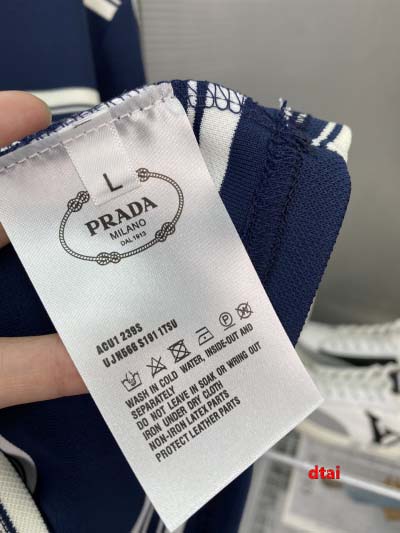 L
PRADA
MILANO
DAL 1913
ACU1 239S
UJN566 S191 1TSU
WASH IN COLD WATER, INSIDE-OUT AND
SEPARATELY
DO NOT LEAVE IN SOAK OR WRING OUT
IRON UNDER DRY CLOTH
NON-IRON LATEX PARTS
PROTECT LEATHER PARTS
dtai